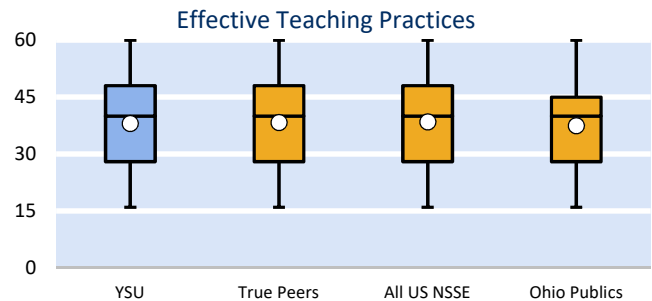 Effective Teaching Practices
60
45
30
15
0
YSU True Peers All US NSSE Ohio Publics